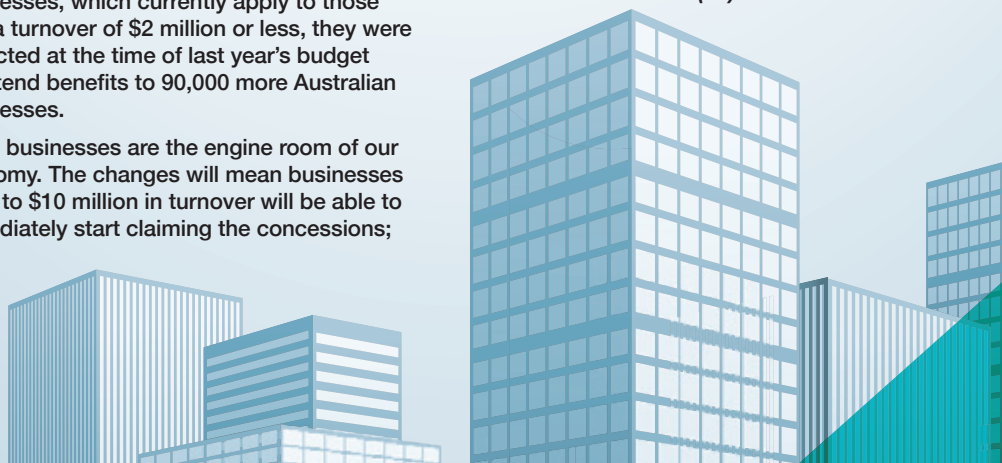 esses, which currently apply to those
a turnover of $2 million or less, they were
cted at the time of last year's budget
tend benefits to 90,000 more Australian
esses.
businesses are the engine room of our
omy. The changes will mean businesses
to $10 million in turnover will be able to
diately start claiming the concessions;